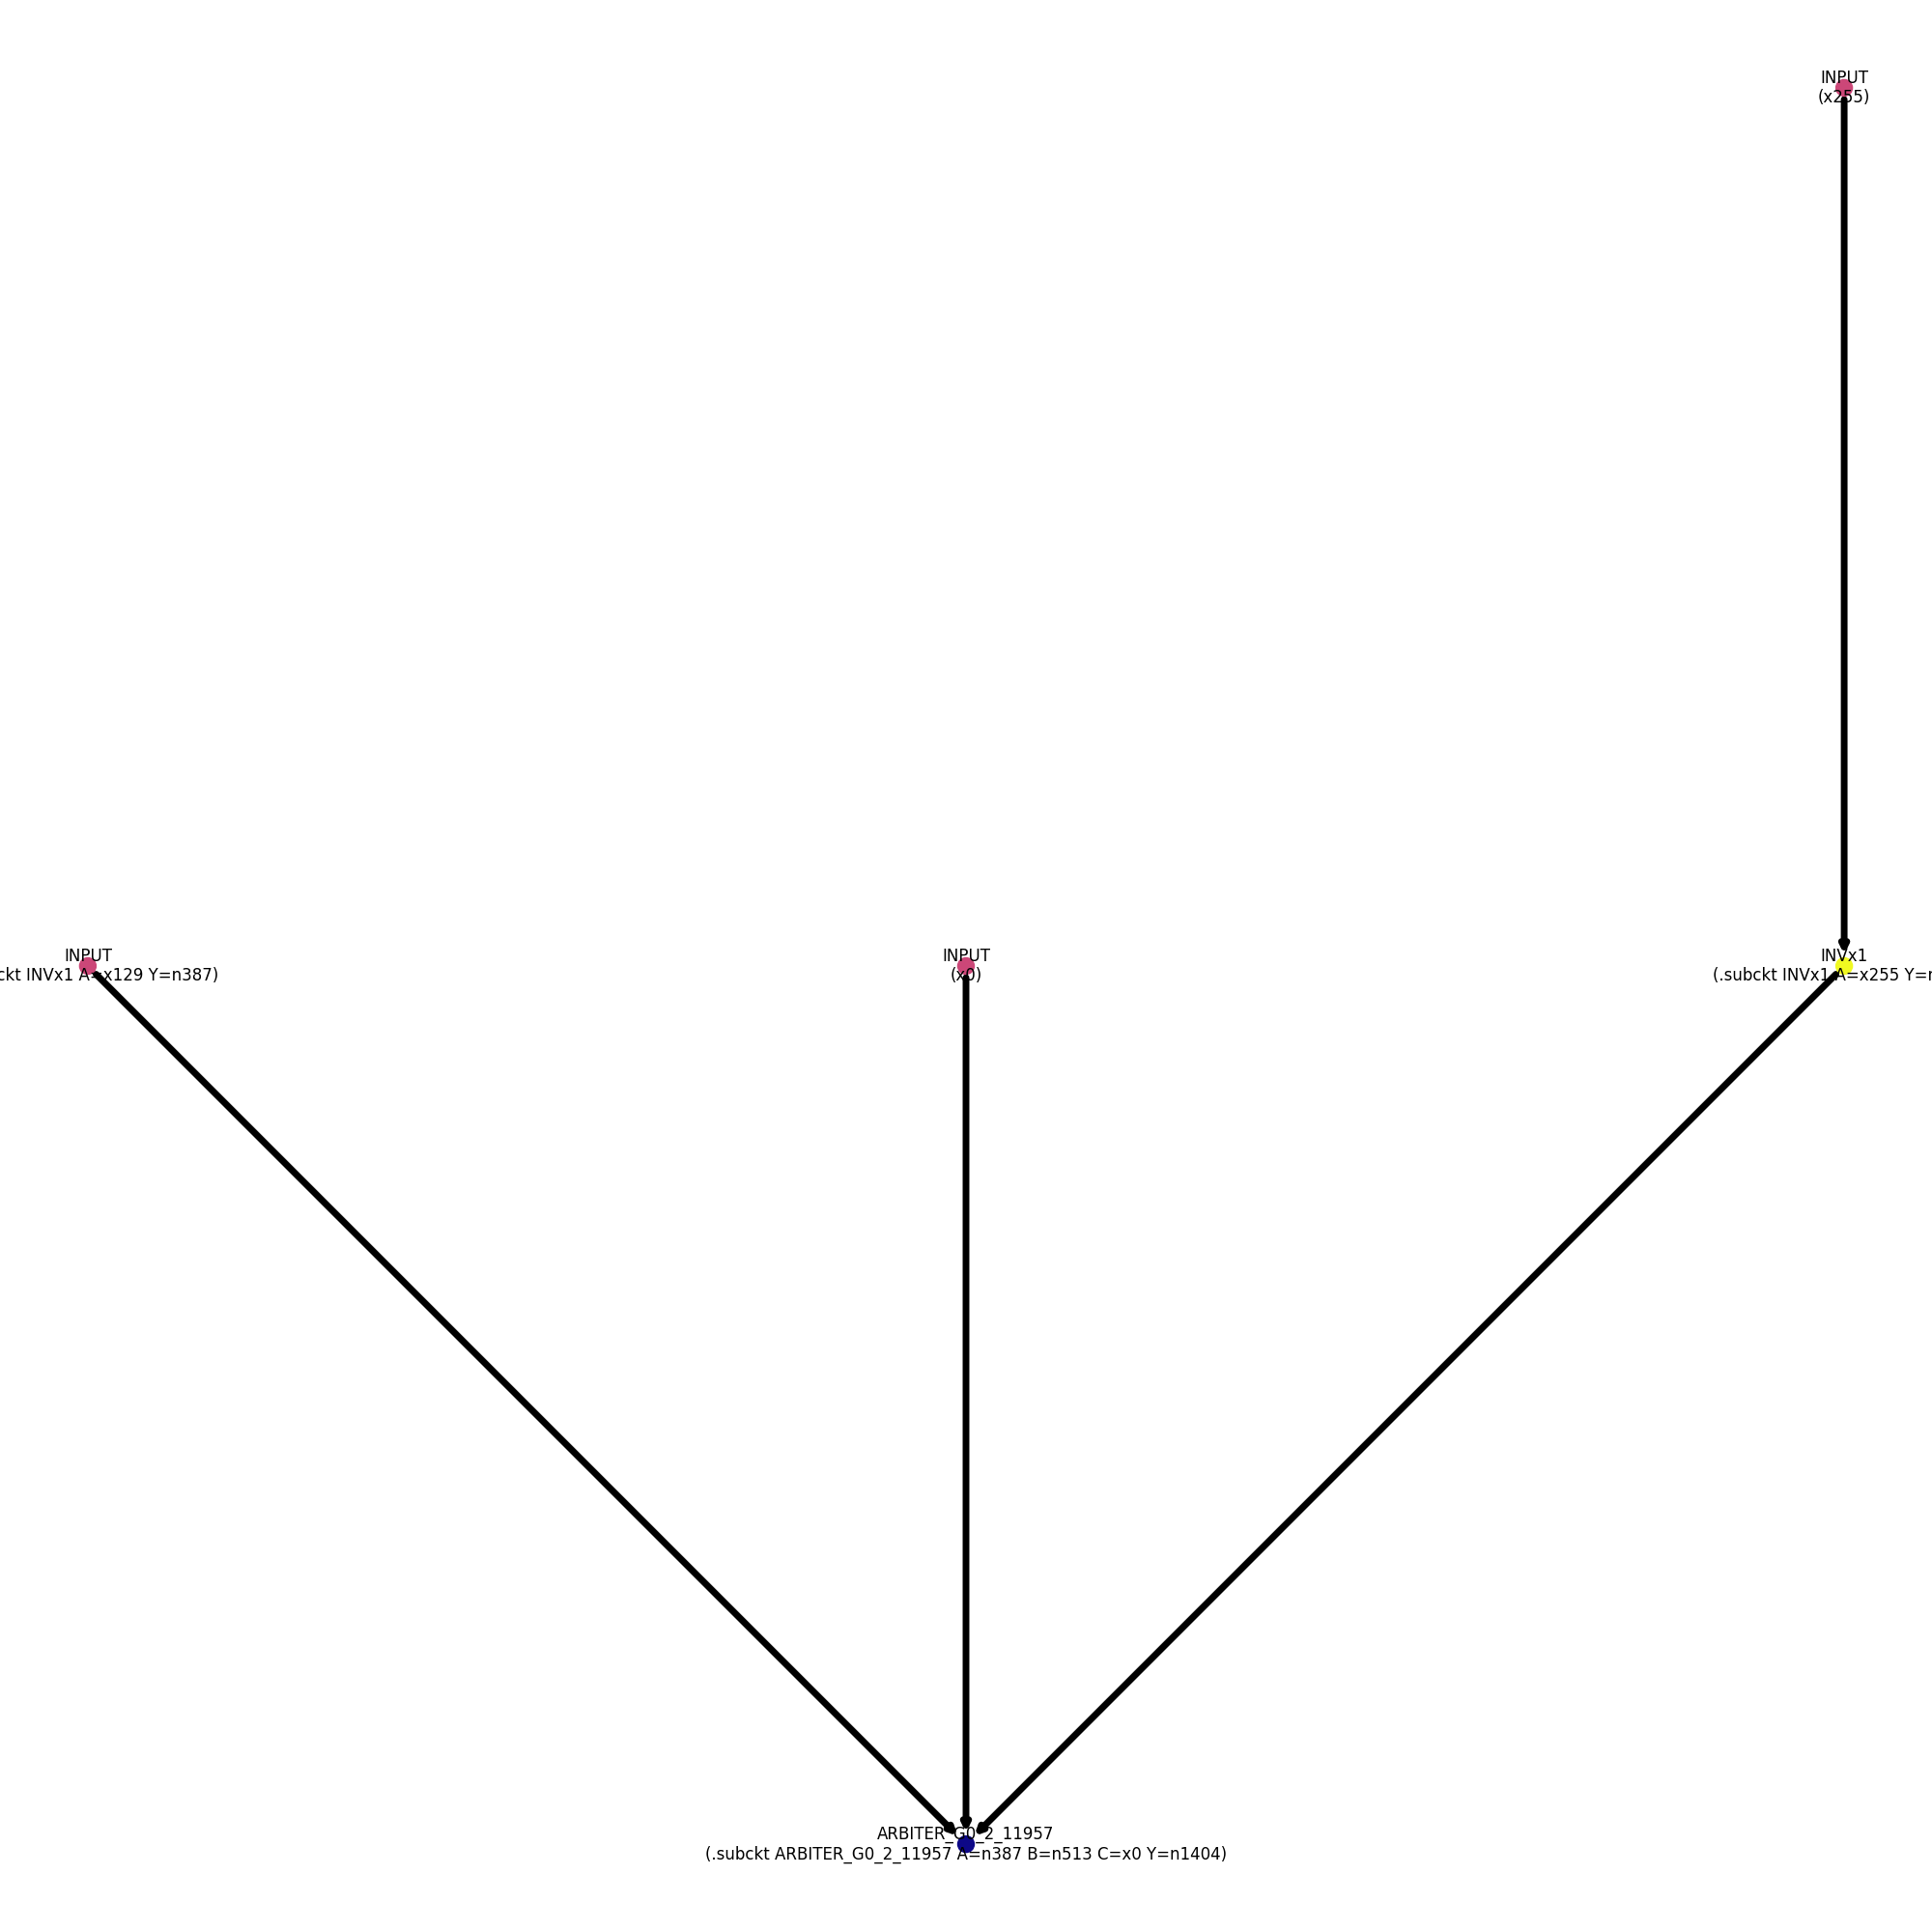 INPUT
(x255)
INPUT
ckt INVx1 A=x129 Y=n387)
INPUT
(x0)
INVx1
(.subckt INVx1 A=x255 Y=
ARBITER_G0_2_11957
(.subckt ARBITER_G0_2_11957 A=n387 B=n513 C=x0 Y=n1404)